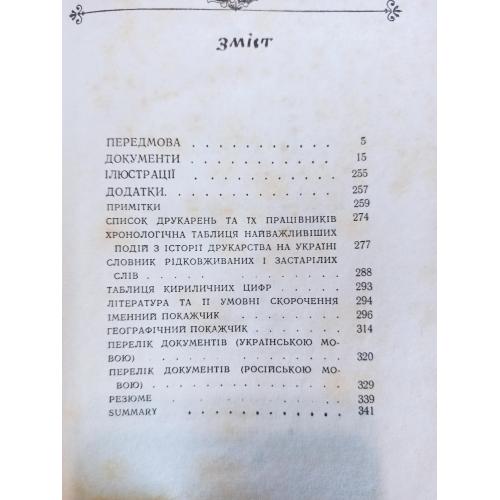 зміст
ПЕРЕДМОВА . . . . . . . . . . . 5
ДОКУМЕНТИ . . . . . . . . . . 15
ІЛЮСТРАЦІЇ . . . . . . . . . . 255
ДОДАТКИ. . . . . . . . . . . . 257
ПРИМІТКИ . . . . . . . . . . 259
СПИСОК ДРУКАРЕНЬ ТА ЇХ ПРАЦІВНИКІВ 274
ХРОНОЛОГІЧНА ТАБЛИЦЯ НАЙВАЖЛИВІШИХ
ПОДІЙ З ІСТОРІЇ ДРУКАРСТВА НА УКРАЇНІ 277
СЛОВНИК РІДКОВЖИВАНИХ І ЗАСТАРІЛИХ
СЛІВ . . . . . . . . . . 288
ТАБЛИЦЯ КИРИЛИЧНИХ ЦИФР . . . . 293
ЛІТЕРАТУРА ТА ЇЇ УМОВНІ СКОРОЧЕННЯ 294
ІМЕННИЙ ПОКАЖЧИК . . . . . . 296
ГЕОГРАФІЧНИЙ ПОКАЖЧИК . . . . . 314
ПЕРЕЛІК ДОКУМЕНТІВ (УКРАЇНСЬКОЮ МО-
ВОЮ) . . . . . . . . . . 320
ПЕРЕЛІК ДОКУМЕНТІВ (РОСІЙСЬКОЮ МО-
ВОЮ) . . . . . . . . . . 329
РЕЗЮМЕ . . . . . . . . . . 339
SUMMARY . . . . . . . . . . 341